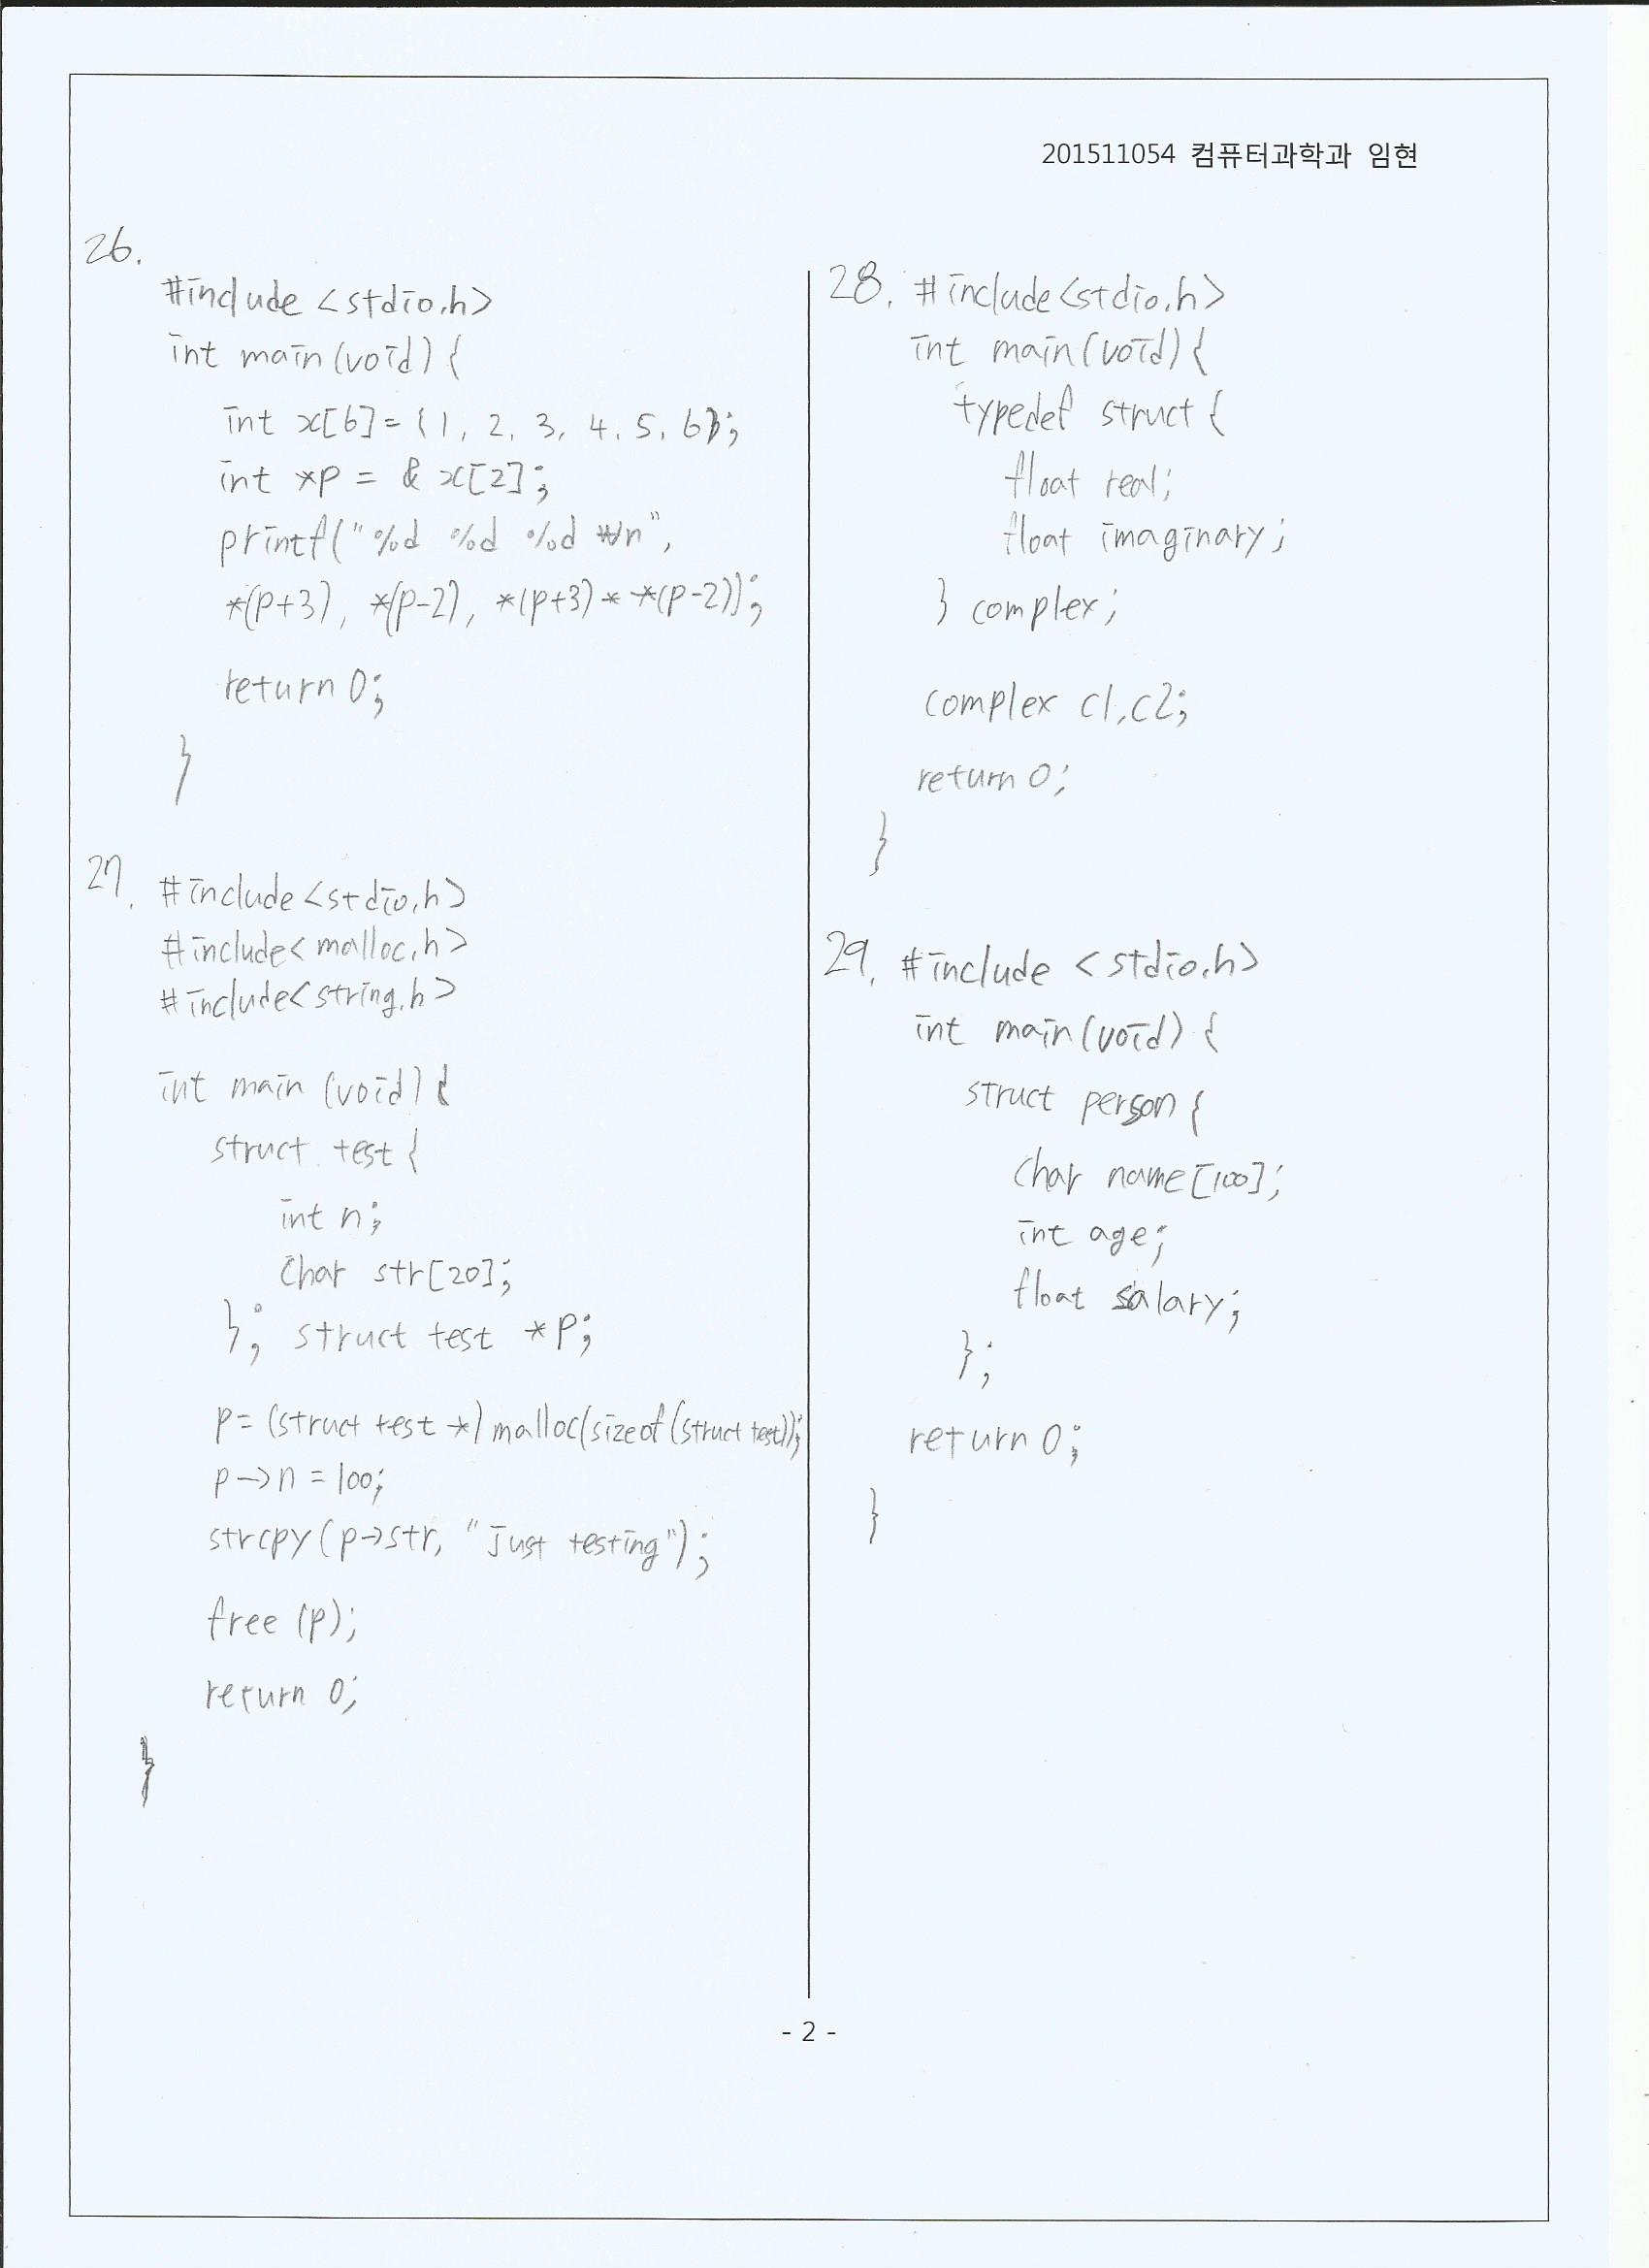 201511054 컴퓨터과학과 임현
26.
#include <stdio.h>
int main(void) {
int x[6]={1, 2, 3, 4, 5, 6};
int *p = & x[2];
printf("%d %d %d ₩n",
*(p+3), *(p-2), *(p+3)* *(p-2));
return 0;
}
27. #include<stdio.h>
#include<malloc.h>
#include<string.h>
int main (void) {
struct test {
int n;
char str[20];
}; struct test *p;
p= (struct test *) malloc(sizeof(struct test));
p->n = 100;
strcpy(p->str, "just testing");
free (p);
return 0;
}
28. #include<stdio.h>
int main(void) {
typedef struct {
float real;
float imaginary;
} complex;
complex c1,c2;
return 0;
}
29. #include <stdio.h>
int main(void) {
struct person {
char name[100];
int age;
float salary;
};
return 0;
}
- 2 -